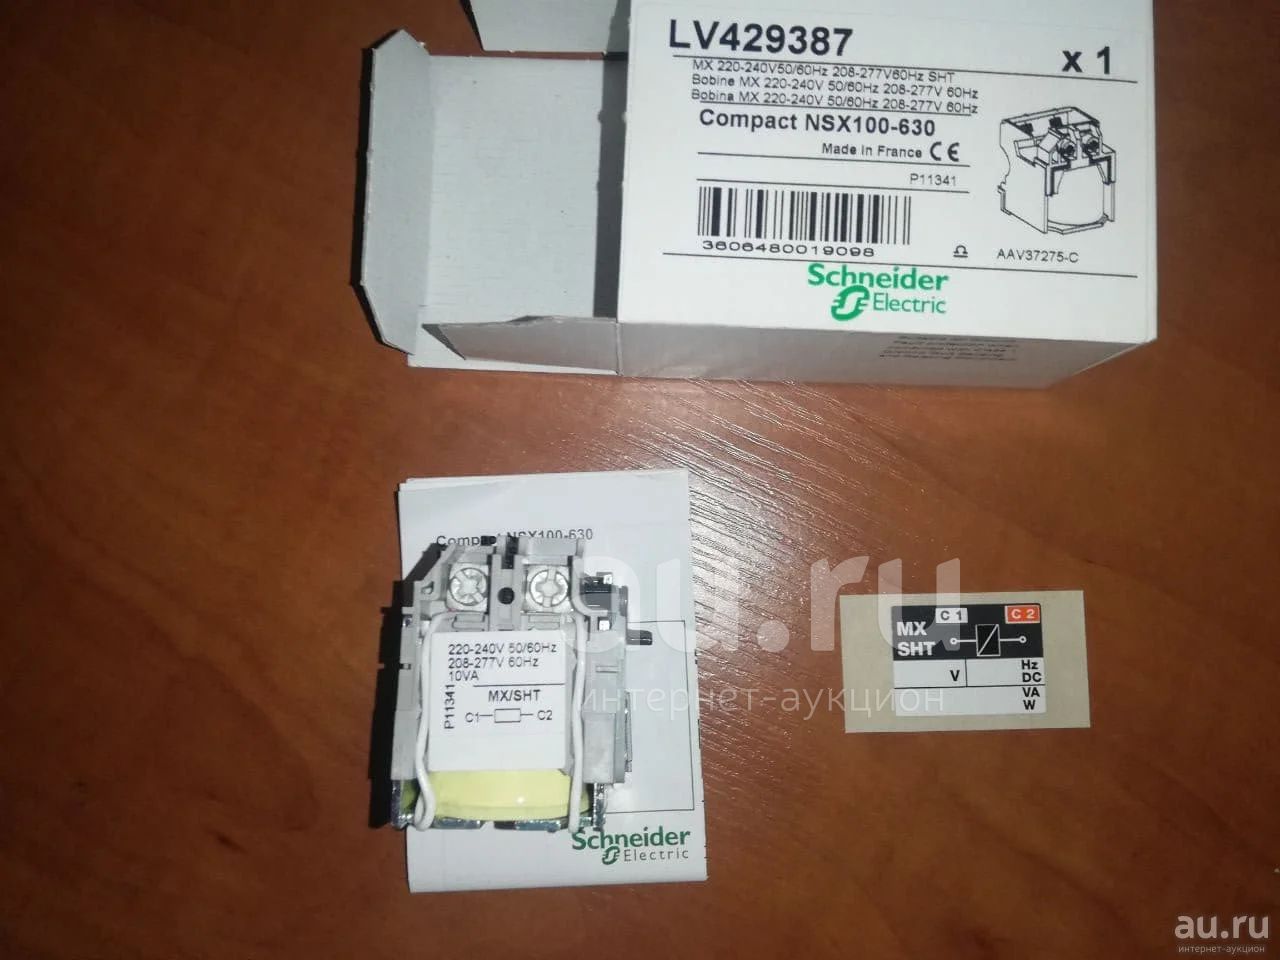 LV429387
x 1
MX 220-240V50/60Hz 208-277V60Hz SHT
Bobine MX 220-240V 50/60Hz 208-277V 60Hz
Bobina MX 220-240V 50/60Hz 208-277V 60Hz
Compact NSX100-630
Made in France CE
P11341
3606480019098
AAV37275-C
Schneider
Electric
Compact NSX100-630
220-240V 50/60Hz
208-277V 60Hz
10VA
MX/SHT
P11341
C1 C2
Schneider
Electric
C 1 C 2
MX
SHT
V Hz
DC
VA
W
au.ru
интернет-аукцион
au.ru
интернет-аукцион